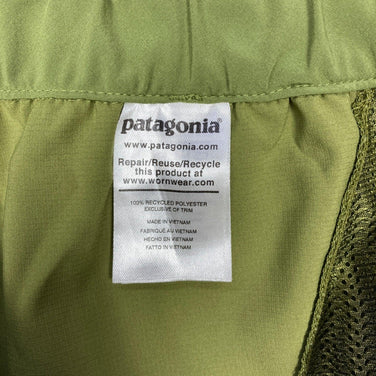 patagonia®
www.patagonia.com
Repair/Reuse/Recycle
this product at
www.wornwear.com
100% RECYCLED POLYESTER
EXCLUSIVE OF TRIM
MADE IN VIETNAM
FABRIQUÉ AU VIETNAM
HECHO EN VIETNAM
FATTO IN VIETNAM